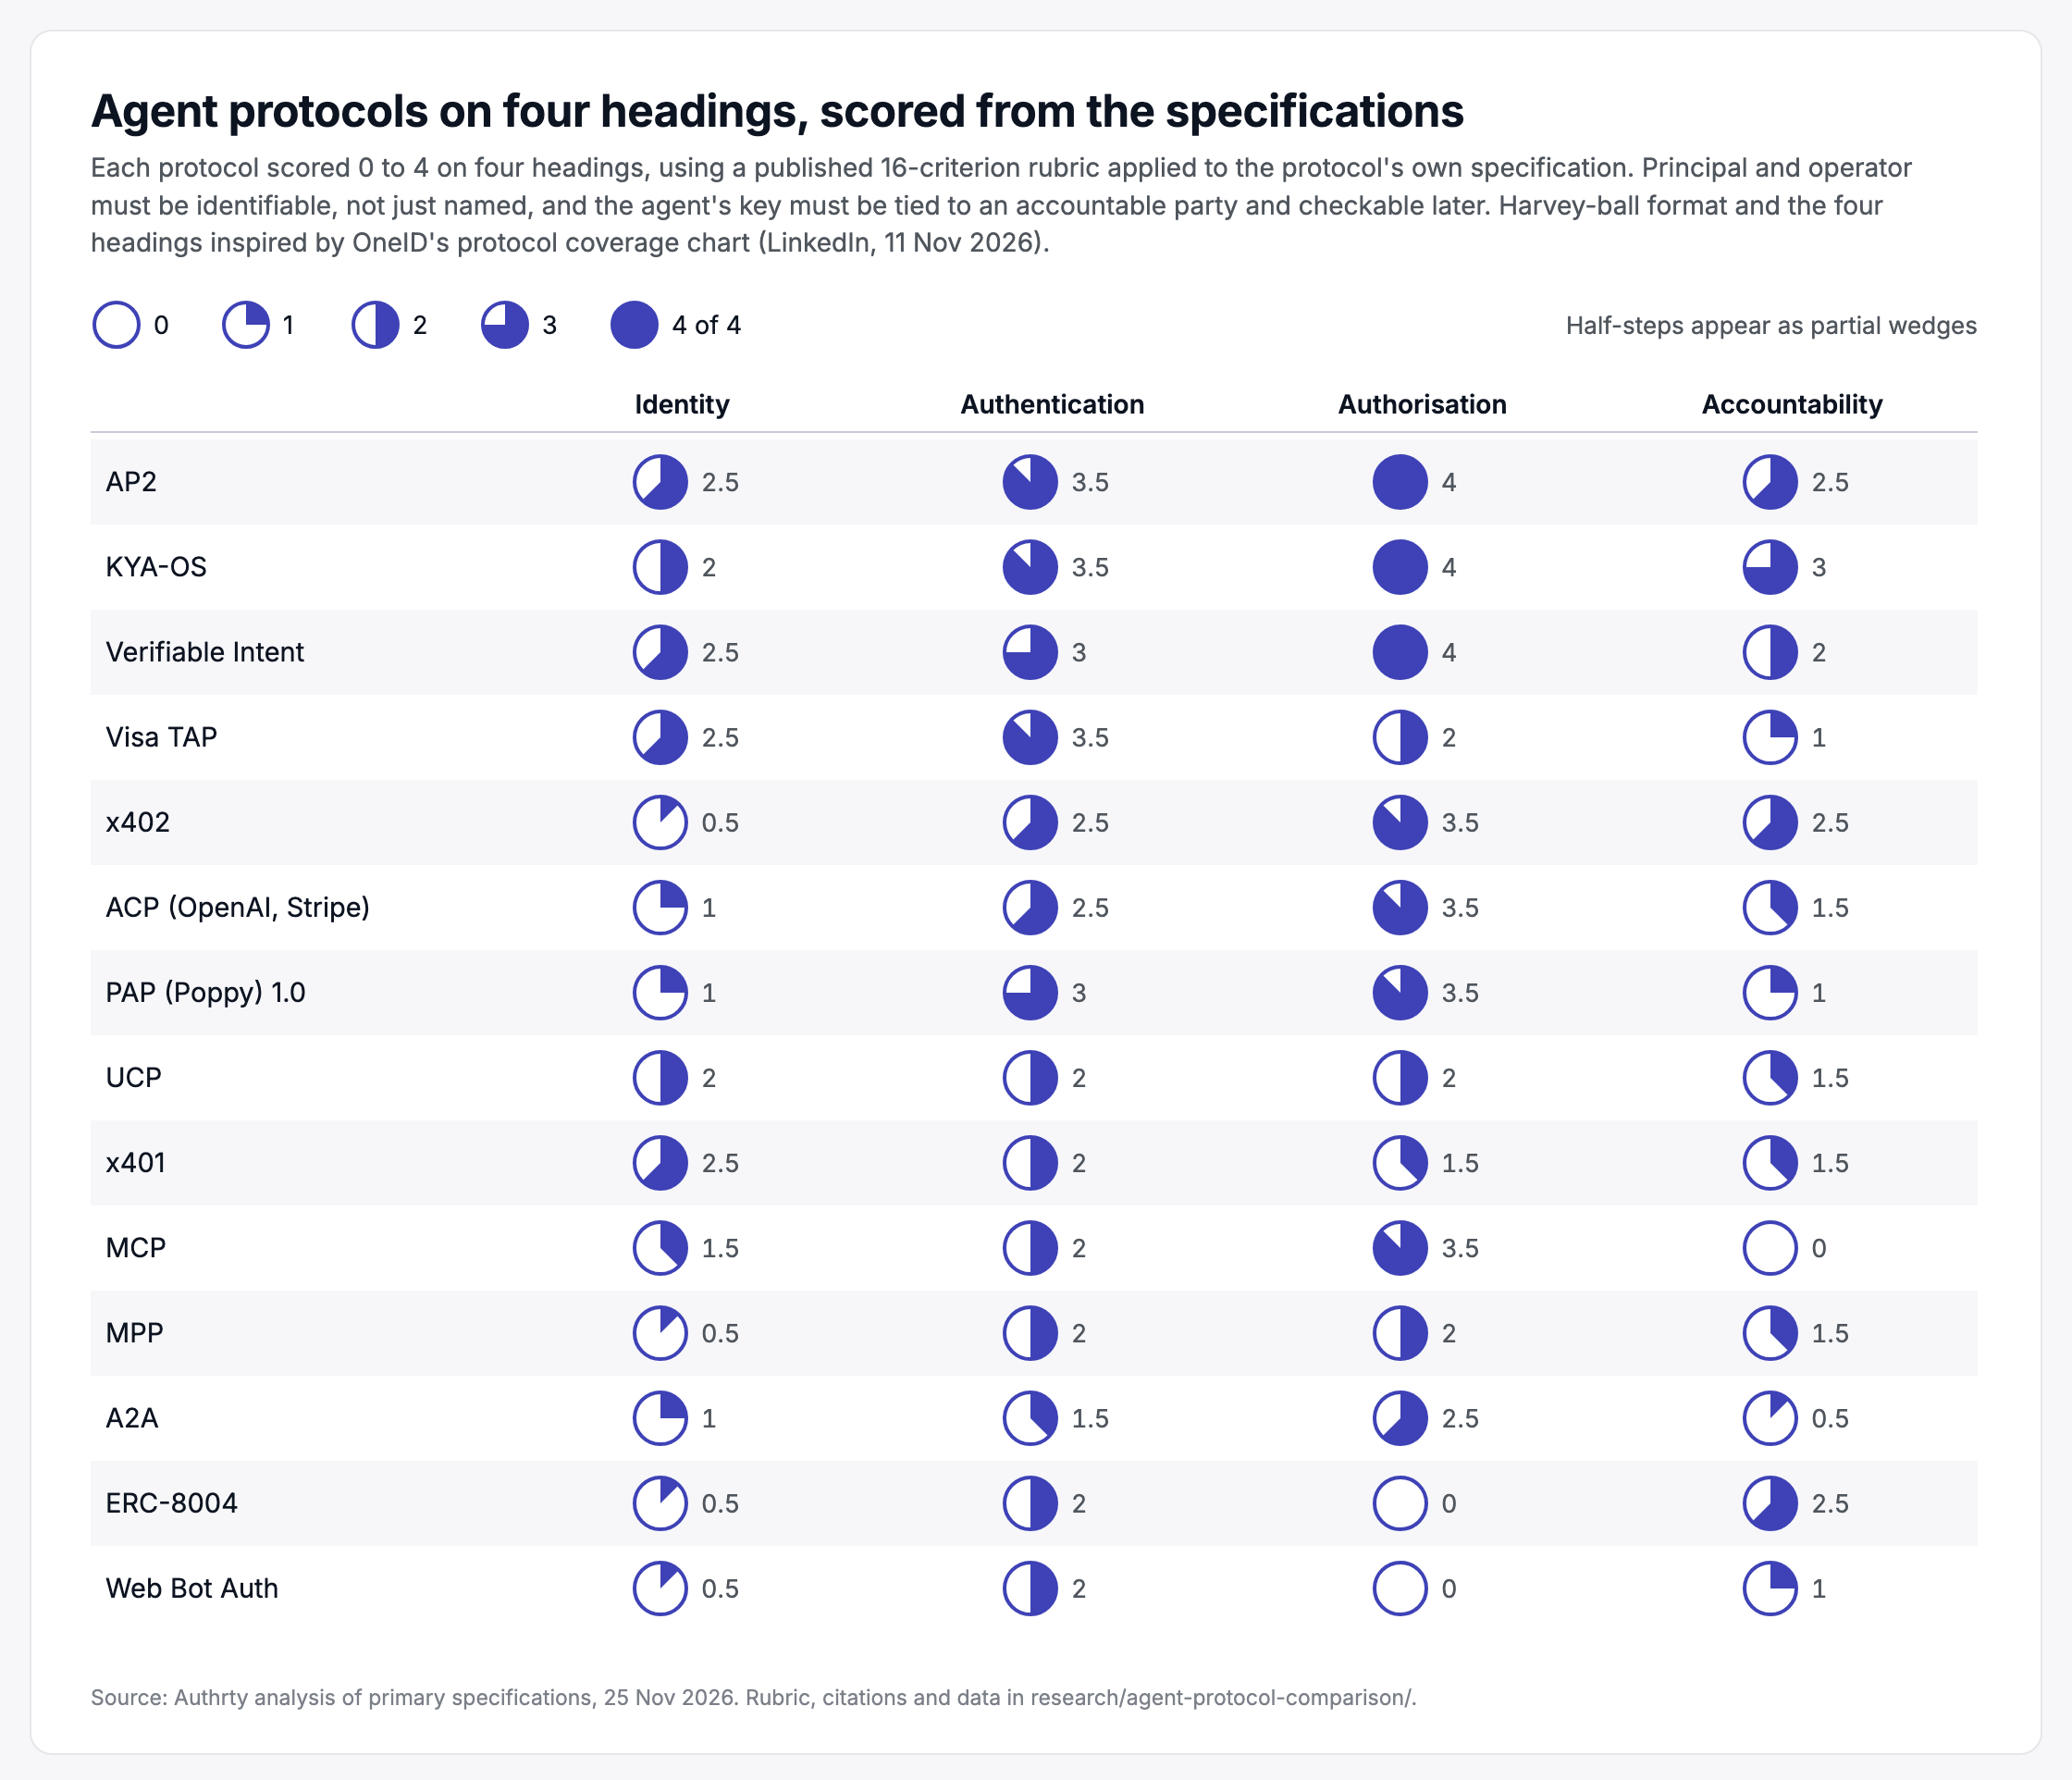 Agent protocols on four headings, scored from the specifications
Each protocol scored 0 to 4 on four headings, using a published 16-criterion rubric applied to the protocol's own specification. Principal and operator
must be identifiable, not just named, and the agent's key must be tied to an accountable party and checkable later. Harvey-ball format and the four
headings inspired by OneID's protocol coverage chart (LinkedIn, 11 Nov 2026).
0 1 2 3 4 of 4 Half-steps appear as partial wedges
Identity Authentication Authorisation Accountability
AP2 2.5 3.5 4 2.5
KYA-OS 2 3.5 4 3
Verifiable Intent 2.5 3 4 2
Visa TAP 2.5 3.5 2 1
x402 0.5 2.5 3.5 2.5
ACP (OpenAI, Stripe) 1 2.5 3.5 1.5
PAP (Poppy) 1.0 1 3 3.5 1
UCP 2 2 2 1.5
x401 2.5 2 1.5 1.5
MCP 1.5 2 3.5 0
MPP 0.5 2 2 1.5
A2A 1 1.5 2.5 0.5
ERC-8004 0.5 2 0 2.5
Web Bot Auth 0.5 2 0 1
Source: Authrty analysis of primary specifications, 25 Nov 2026. Rubric, citations and data in research/agent-protocol-comparison/.